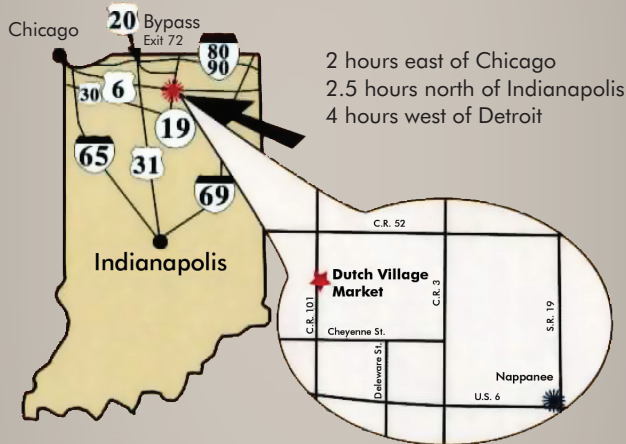 20 Bypass
Exit 72
Chicago
80
90
30
6
19
65
31
69
Indianapolis
2 hours east of Chicago
2.5 hours north of Indianapolis
4 hours west of Detroit
C.R. 52
Dutch Village
Market
C.R. 101
C.R. 3
S.R. 19
Cheyenne St.
Deleware St.
Nappanee
U.S. 6